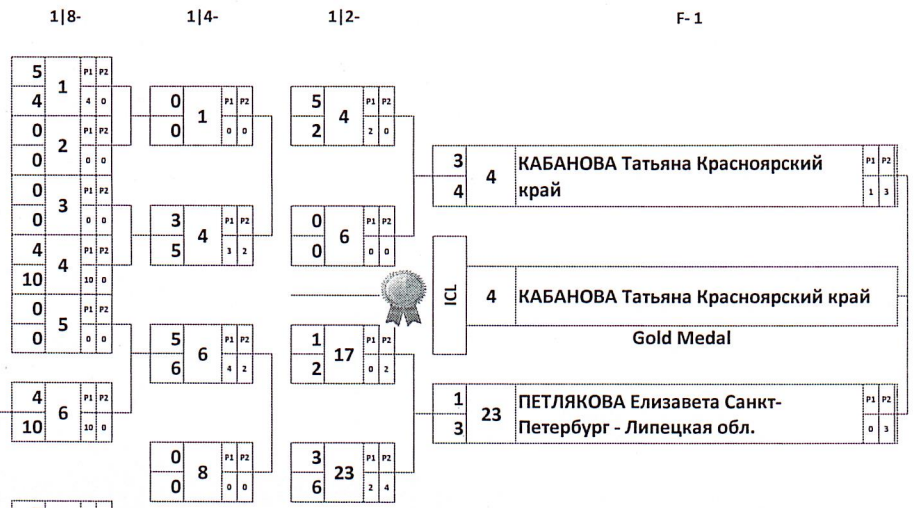 1|8- 1|4- 1|2- F- 1
5 1 P1 P2
4 4 0
0 2 P1 P2
0 0 0
0 3 P1 P2
0 0 0
4 4 P1 P2
10 10 0
0 5 P1 P2
0 0 0
4 6 P1 P2
10 10 0
0 1 P1 P2
0 0 0
3 4 P1 P2
5 3 2
5 6 P1 P2
6 4 2
0 8 P1 P2
0 0 0
5 4 P1 P2
2 2 0
0 6 P1 P2
0 0 0
1 17 P1 P2
2 0 2
3 23 P1 P2
6 2 4
3 4 КАБАНОВА Татьяна Красноярский P1 P2
4 край 1 3
ICL 4 КАБАНОВА Татьяна Красноярский край
Gold Medal
1 23 ПЕТЛЯКОВА Елизавета Санкт- P1 P2
3 Петербург - Липецкая обл. 0 3